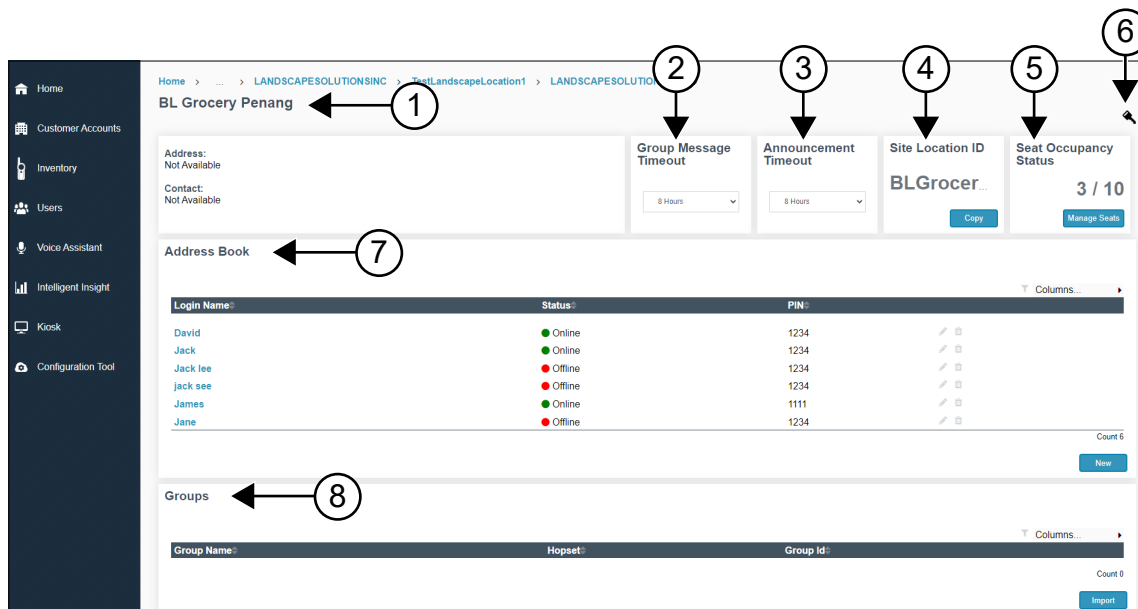 6
2
3
4
5
Home
Home > ... > LANDSCAPESOLUTIONSINC > TestLandscapeLocation1 > LANDSCAPESOLUTION
BL Grocery Penang
1
Customer Accounts
Inventory
Users
Voice Assistant
Intelligent Insight
Kiosk
Configuration Tool
Address:
Not Available
Contact:
Not Available
Group Message
Timeout
8 Hours
Announcement
Timeout
8 Hours
Site Location ID
BLGrocer...
Copy
Seat Occupancy
Status
3 / 10
Manage Seats
Address Book
7
Columns...
Login Name Status PIN
David Online 1234
Jack Online 1234
Jack lee Offline 1234
jack see Offline 1234
James Online 1111
Jane Offline 1234
Count 6
New
Groups
8
Columns...
Group Name Hopset Group Id
Count 0
Import